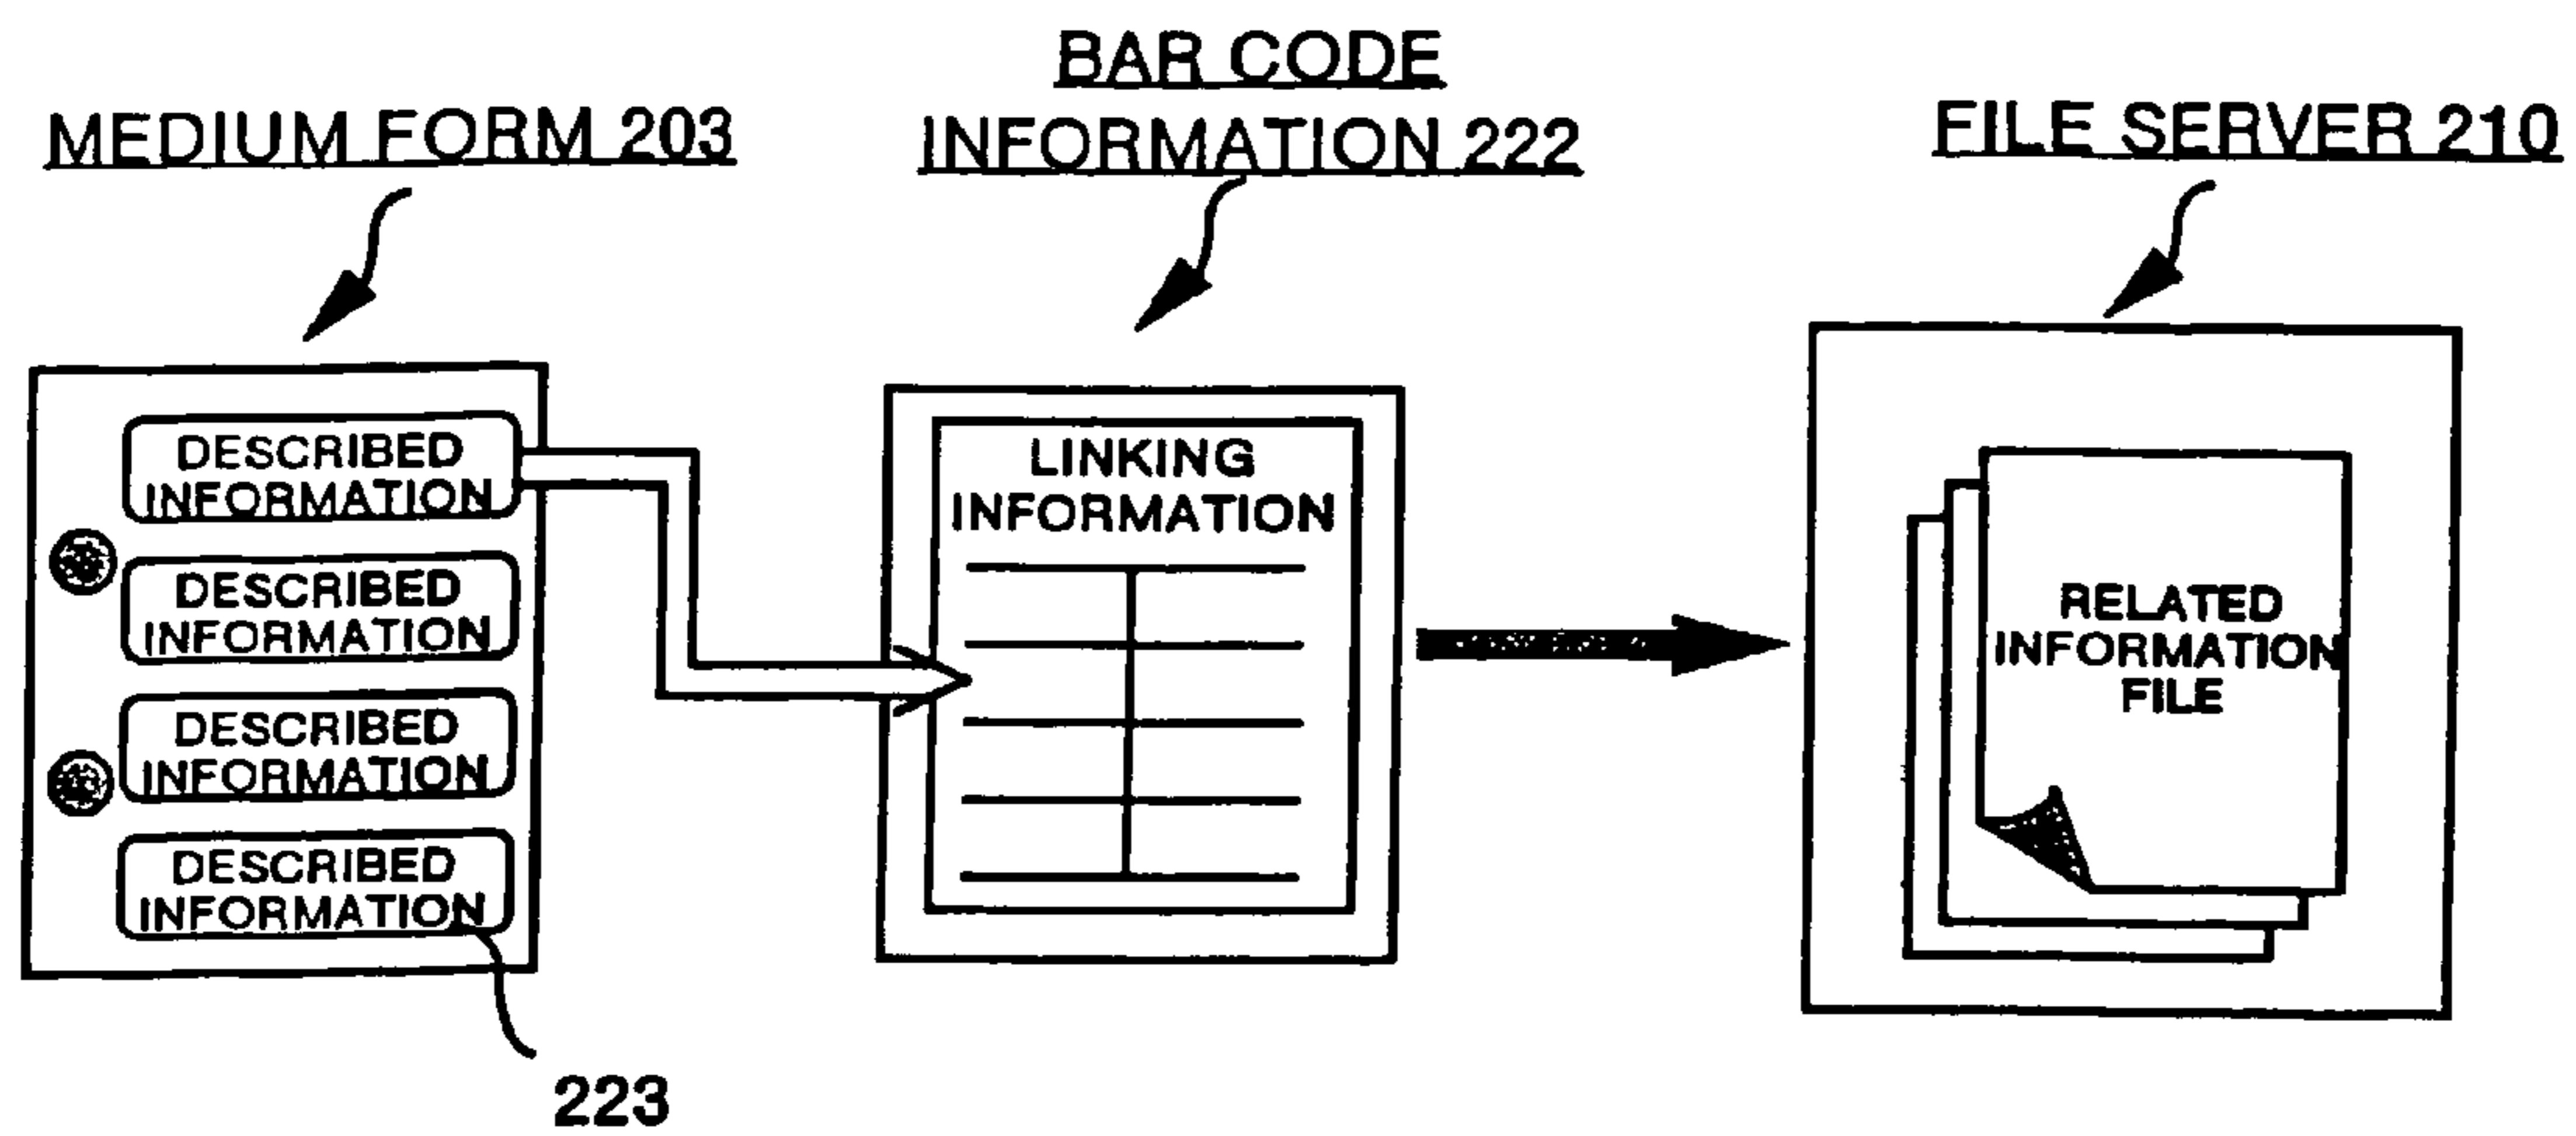 BAR CODE
INFORMATION 222
MEDIUM FORM 203
FILE SERVER 210
DESCRIBED
INFORMATION
DESCRIBED
INFORMATION
DESCRIBED
INFORMATION
DESCRIBED
INFORMATION
223
LINKING
INFORMATION
RELATED
INFORMATION
FILE